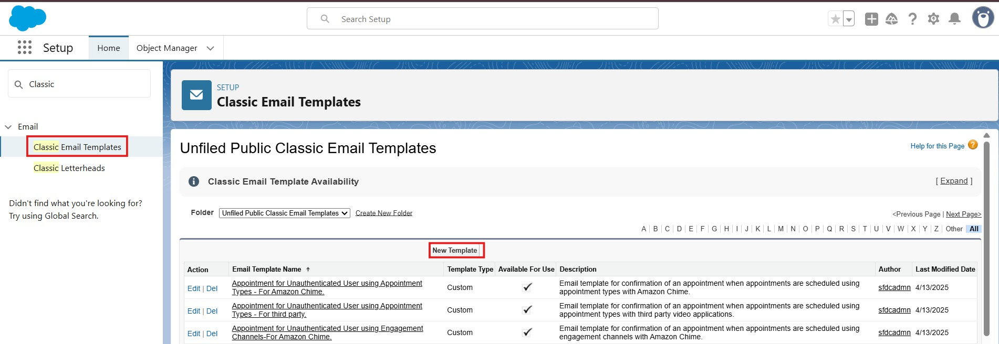 Search Setup
Setup
Home
Object Manager
Classic
Email
Classic Email Templates
Classic Letterheads
Didn't find what you're looking for?
Try using Global Search.
SETUP
Classic Email Templates
Unfiled Public Classic Email Templates
Help for this Page ?
Classic Email Template Availability
[ Expand ]
Folder Unfiled Public Classic Email Templates Create New Folder
<Previous Page | Next Page>
A | B | C | D | E | F | G | H | I | J | K | L | M | N | O | P | Q | R | S | T | U | V | W | X | Y | Z | Other All
New Template
Action Email Template Name ↑ Template Type Available For Use Description Author Last Modified Date
Edit | Del
Appointment for Unauthenticated User using Appointment
Types - For Amazon Chime.
Custom
Email template for confirmation of an appointment when appointments are scheduled using
appointment types with Amazon Chime.
sfdcadmn 4/13/2025
Edit | Del
Appointment for Unauthenticated User using Appointment
Types - For third party.
Custom
Email template for confirmation of an appointment when appointments are scheduled using
appointment types with third party video applications.
sfdcadmn 4/13/2025
Edit | Del
Appointment for Unauthenticated User using Engagement
Channels-For Amazon Chime.
Custom
Email template for confirmation of an appointment when appointments are scheduled using
engagement channels with Amazon Chime.
sfdcadmn 4/13/2025